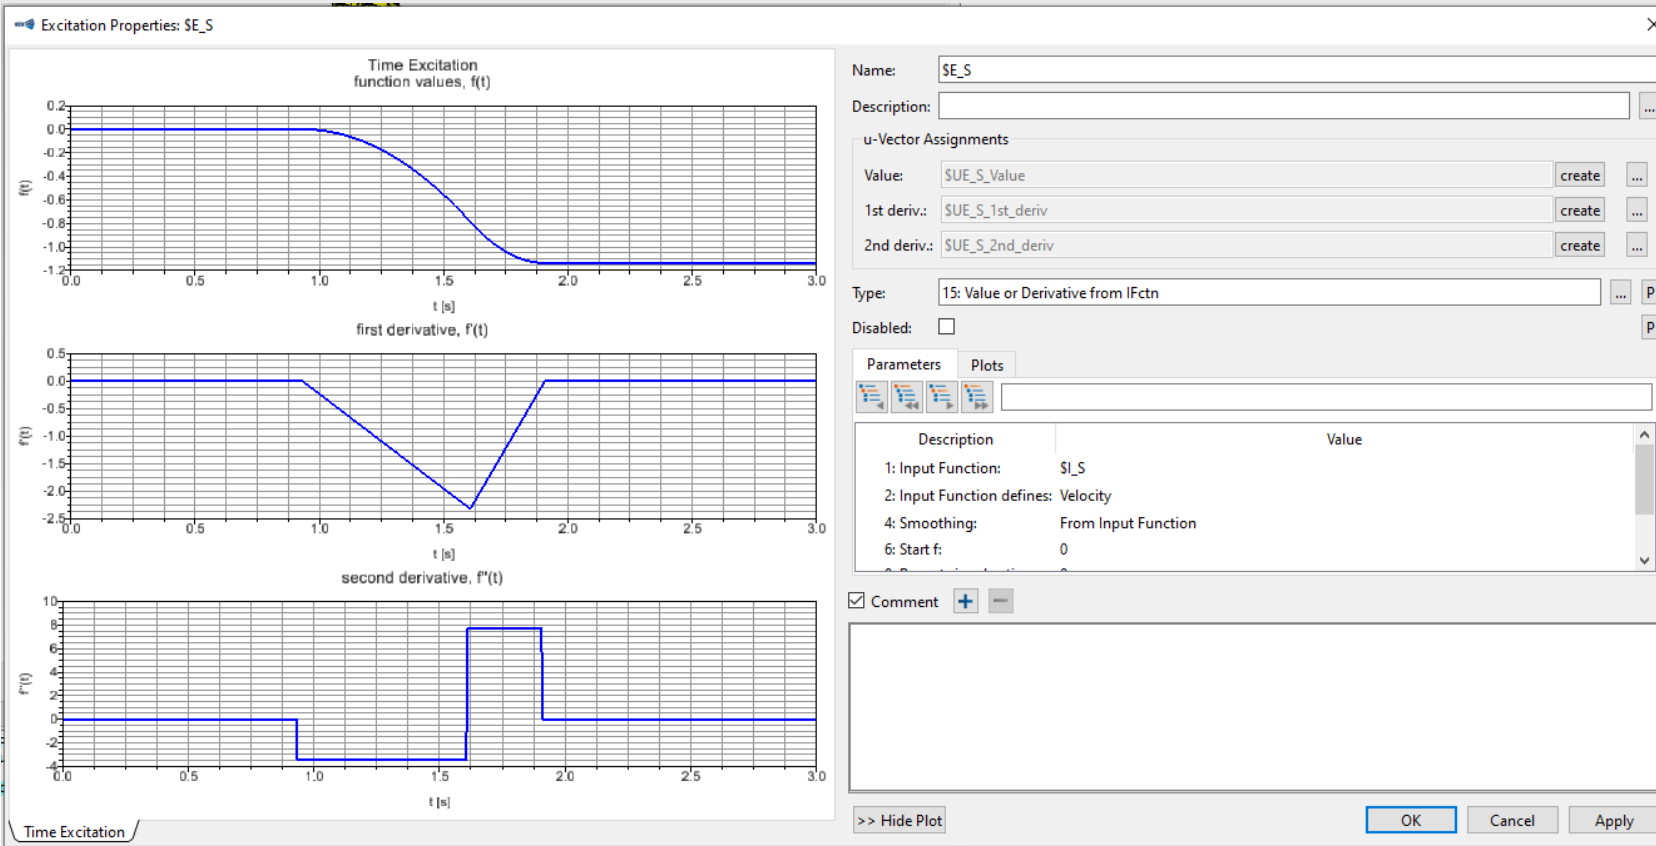 Excitation Properties: $E_S
Time Excitation
function values, f(t)
0.2
0.0
-0.2
-0.4
-0.6
-0.8
-1.0
-1.2
f(t)
0.0 0.5 1.0 1.5 2.0 2.5 3.0
t [s]
first derivative, f'(t)
0.5
0.0
-0.5
-1.0
-1.5
-2.0
-2.5
f'(t)
0.0 0.5 1.0 1.5 2.0 2.5 3.0
t [s]
second derivative, f''(t)
10
8
6
4
2
0
-2
-4
f''(t)
0.0 0.5 1.0 1.5 2.0 2.5 3.0
t [s]
Time Excitation
Name: $E_S
Description: ...
u-Vector Assignments
Value: $UE_S_Value create ...
1st deriv.: $UE_S_1st_deriv create ...
2nd deriv.: $UE_S_2nd_deriv create ...
Type: 15: Value or Derivative from IFctn ... P
Disabled: P
Parameters Plots
Description Value
1: Input Function: $I_S
2: Input Function defines: Velocity
4: Smoothing: From Input Function
6: Start f: 0
Comment
>> Hide Plot OK Cancel Apply